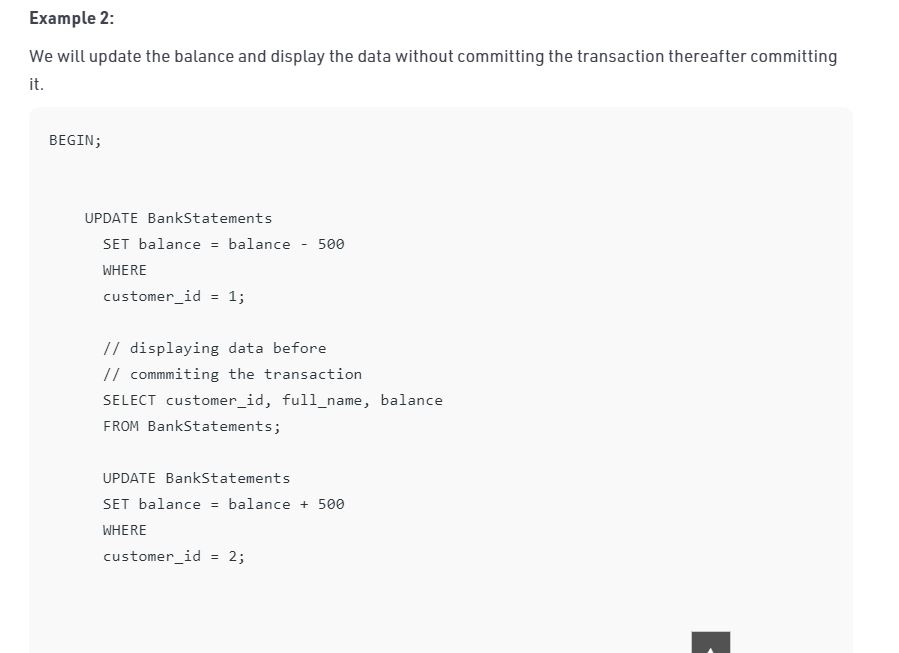 Example 2:
We will update the balance and display the data without committing the transaction thereafter committing
it.
BEGIN;
UPDATE BankStatements
SET balance = balance - 500
WHERE
customer_id = 1;
// displaying data before
// commmiting the transaction
SELECT customer_id, full_name, balance
FROM BankStatements;
UPDATE BankStatements
SET balance = balance + 500
WHERE
customer_id = 2;